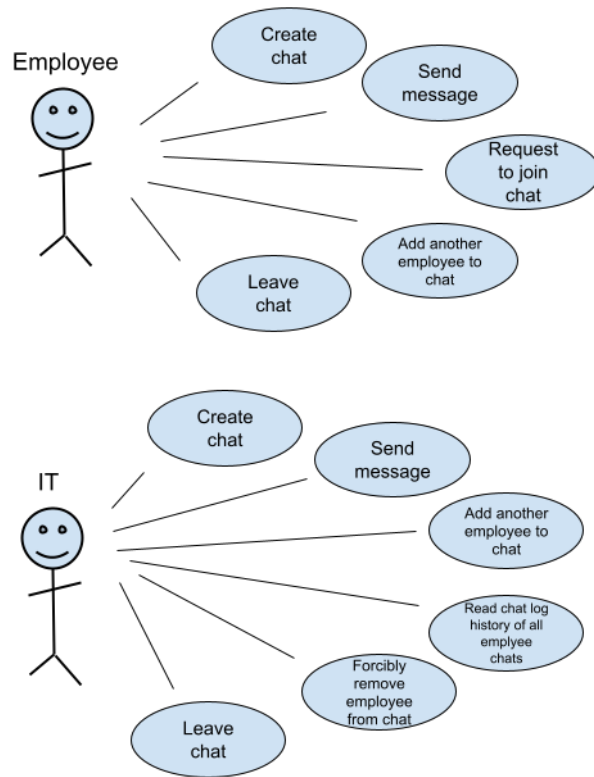 Employee
Create
chat
Send
message
Request
to join
chat
Add another
employee to
chat
Leave
chat
IT
Create
chat
Send
message
Add another
employee to
chat
Read chat log
history of all
emplyee
chats
Forcibly
remove
employee
from chat
Leave
chat